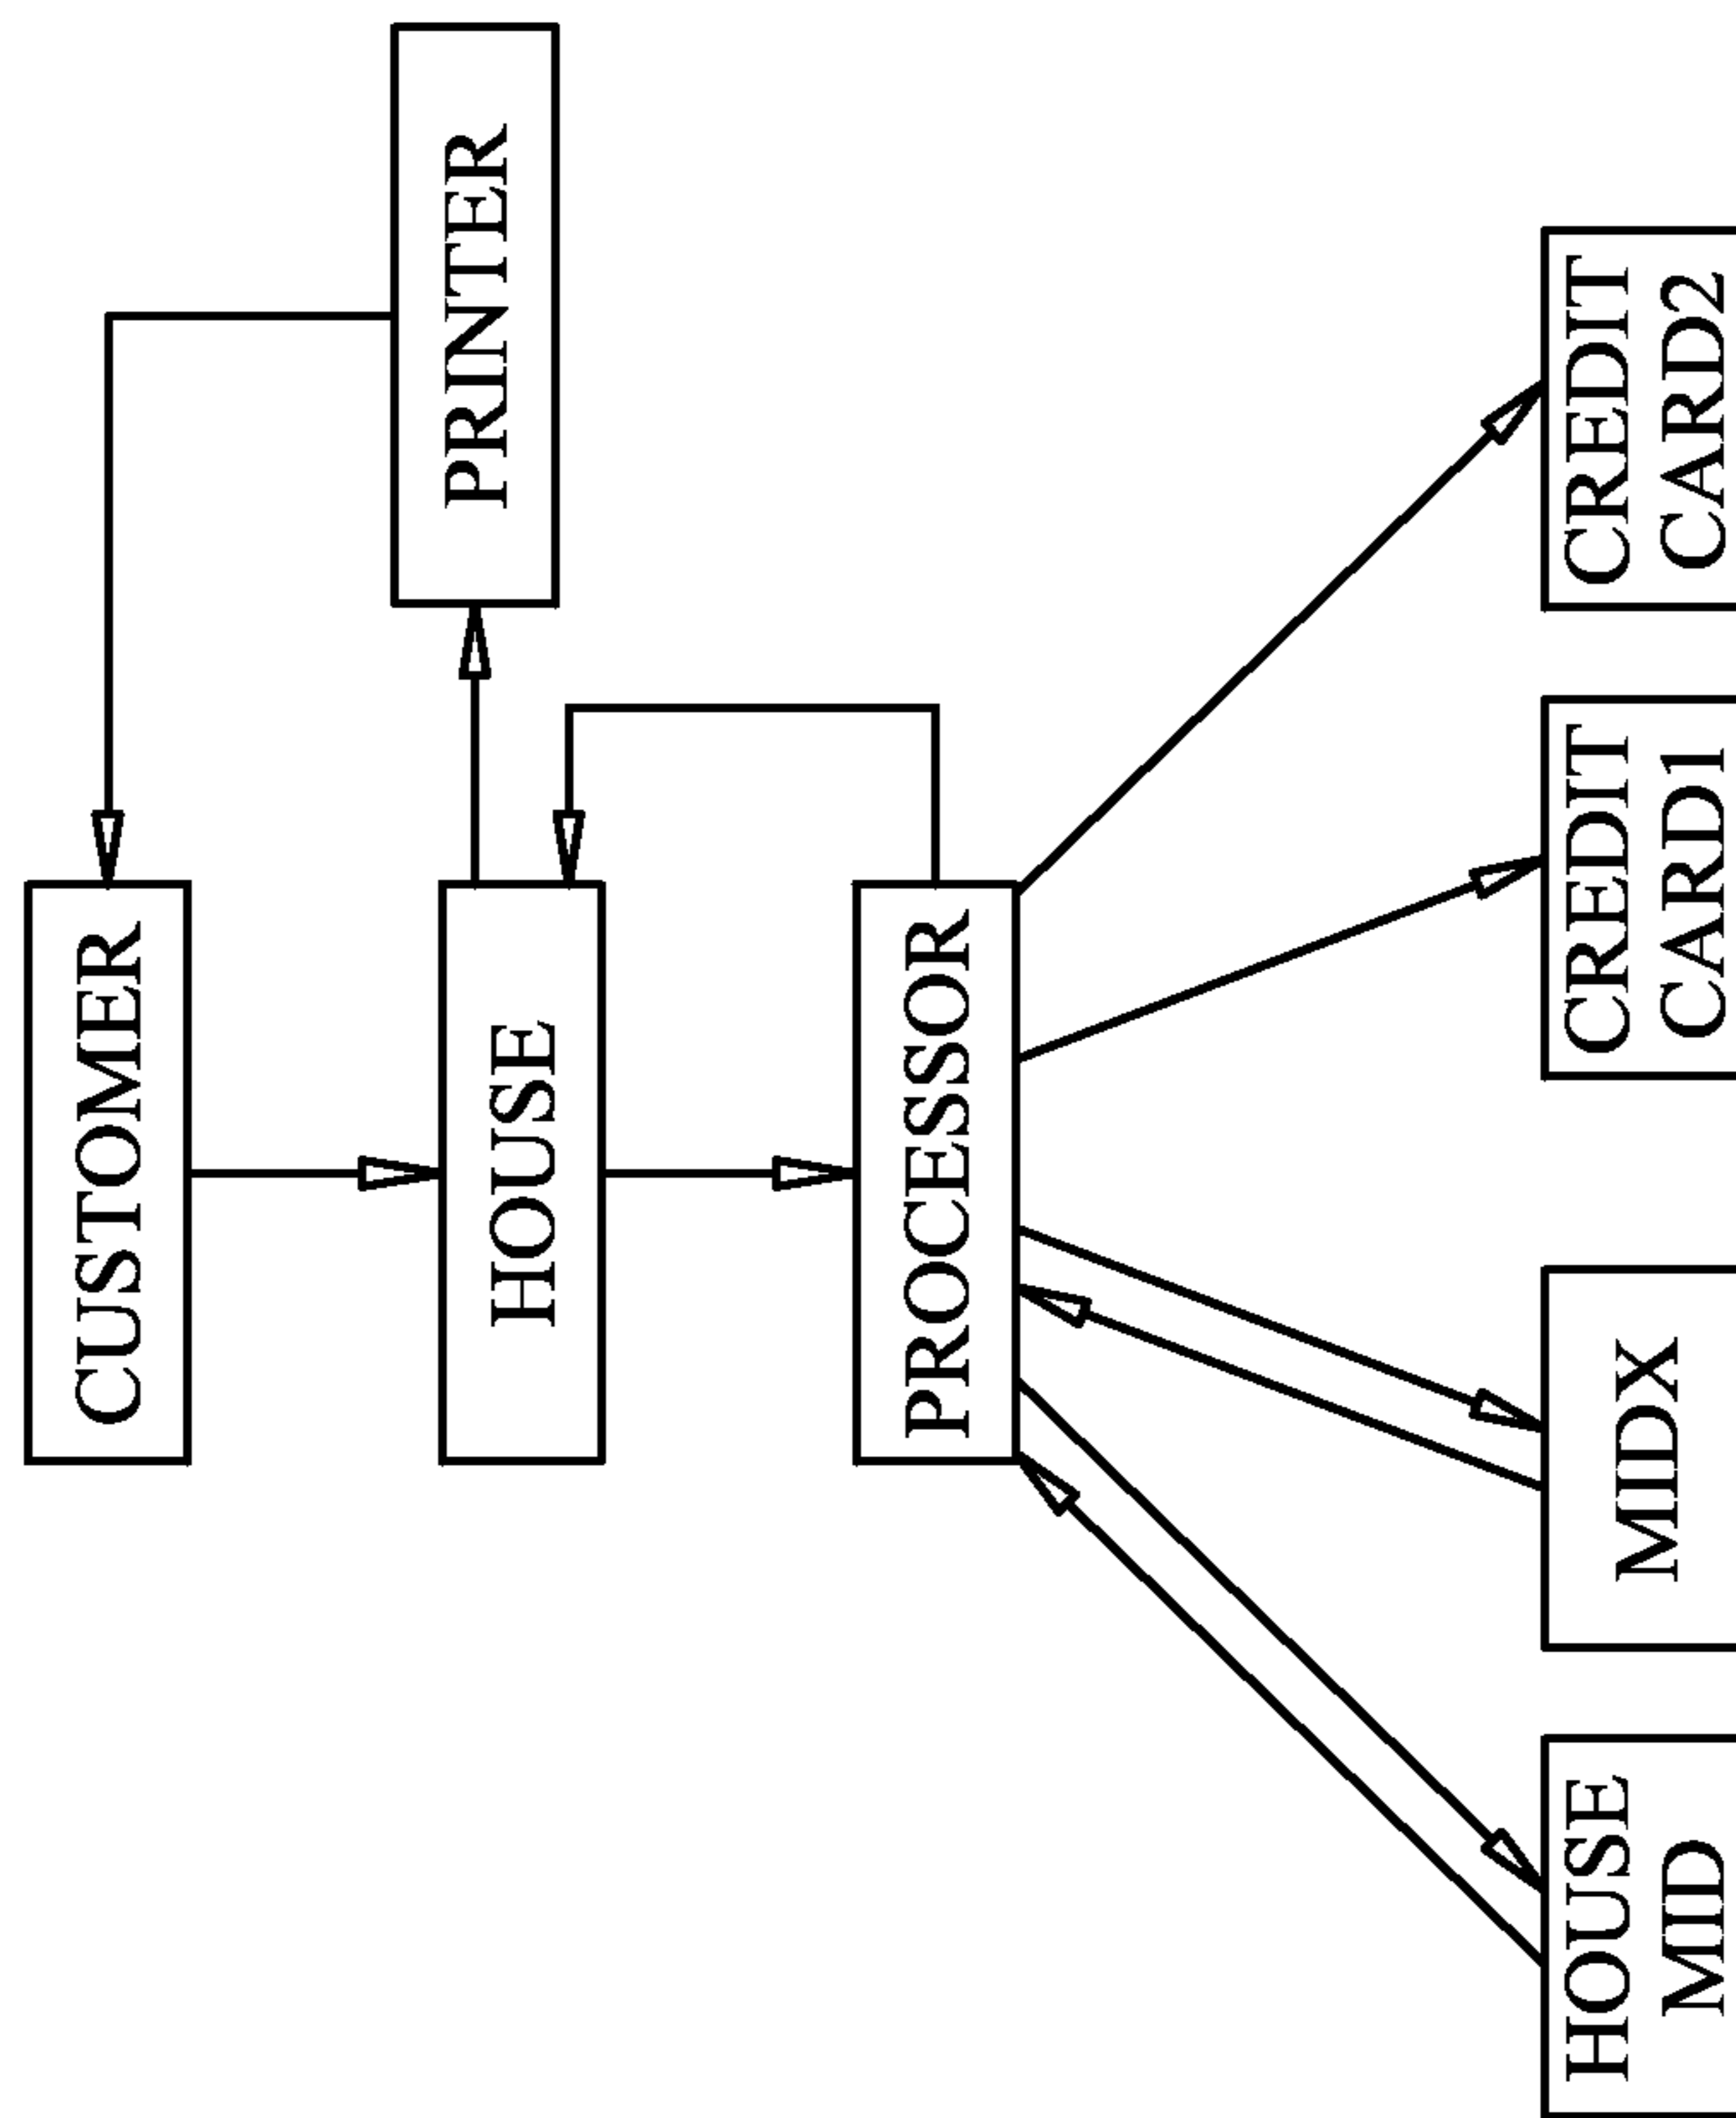 PRINTER
CUSTOMER
HOUSE
PROCESSOR
CREDIT
CARD2
CREDIT
CARD1
MIDX
HOUSE
MID